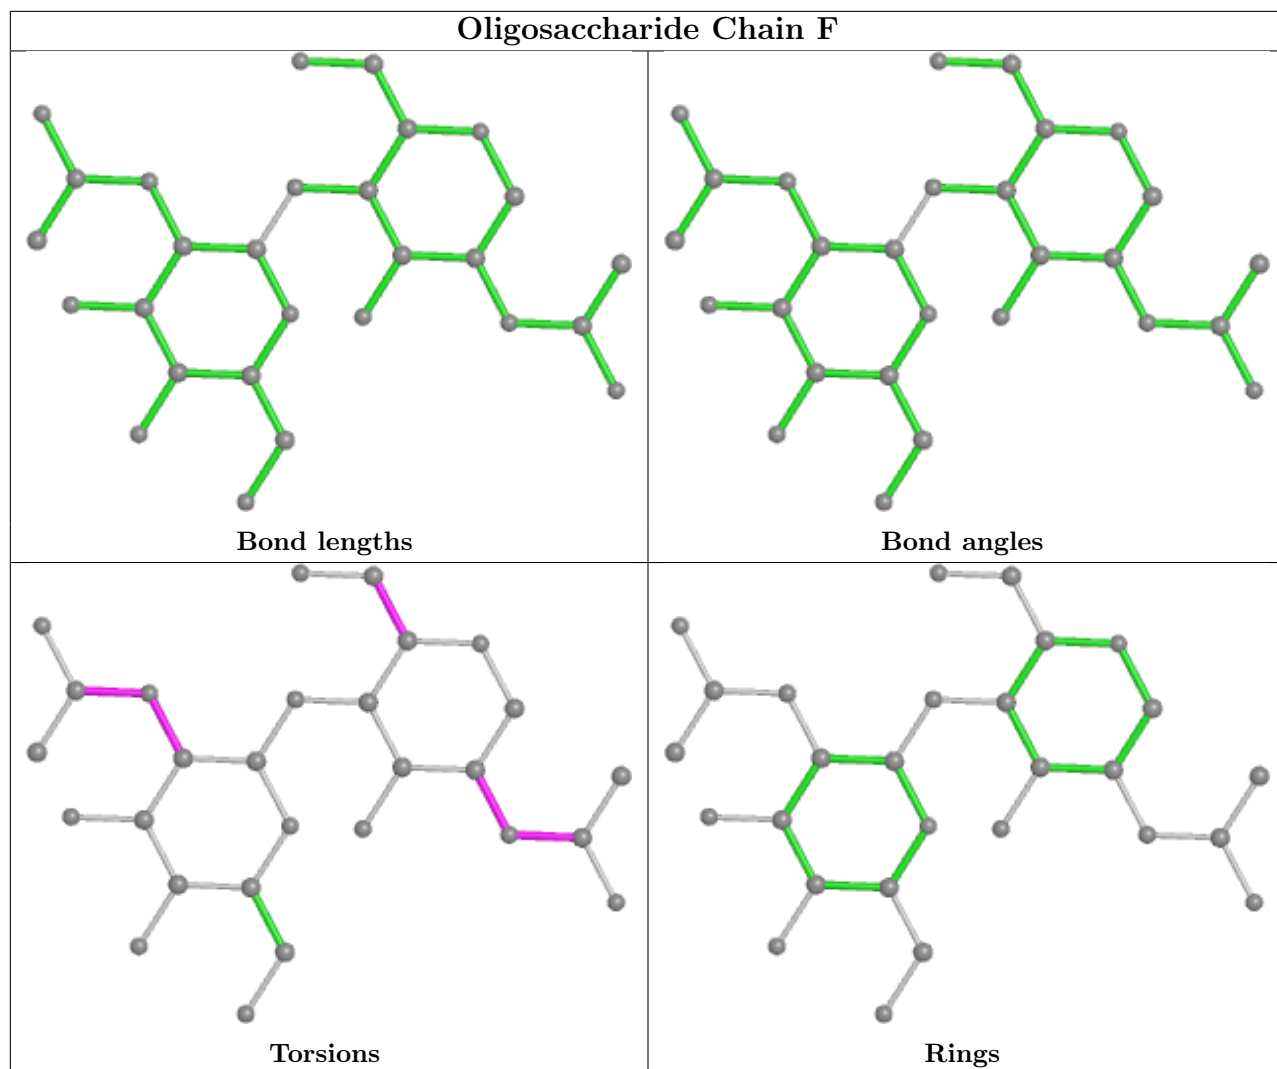 Oligosaccharide Chain F
Bond lengths
Bond angles
Torsions
Rings